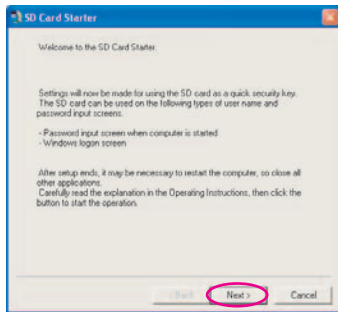 SD Card Starter
Welcome to the SD Card Starter.
Settings will now be made for using the SD card as a quick security key.
The SD card can be used on the following types of user name and
password input screens.
- Password input screen when computer is started
- Windows logon screen
After setup ends, it may be necessary to restart the computer, so close all
other applications.
Carefully read the explanation in the Operating Instructions, then click the
button to start the operation.
< Back Next > Cancel